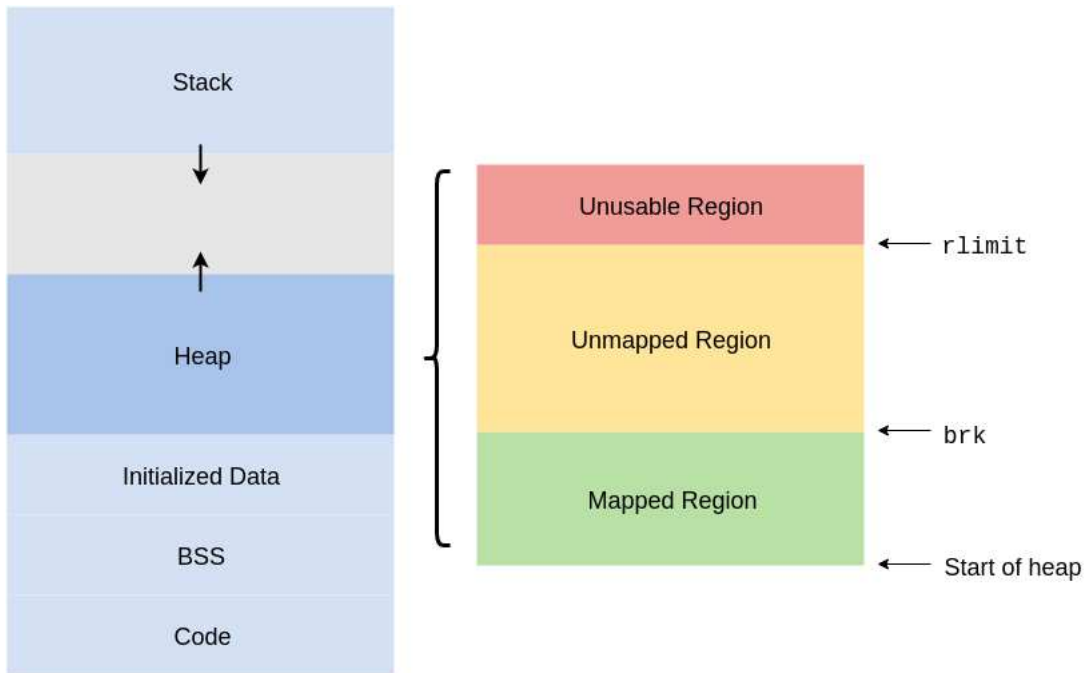 Stack
Heap
Initialized Data
BSS
Code
Unusable Region
rlimit
Unmapped Region
brk
Mapped Region
Start of heap